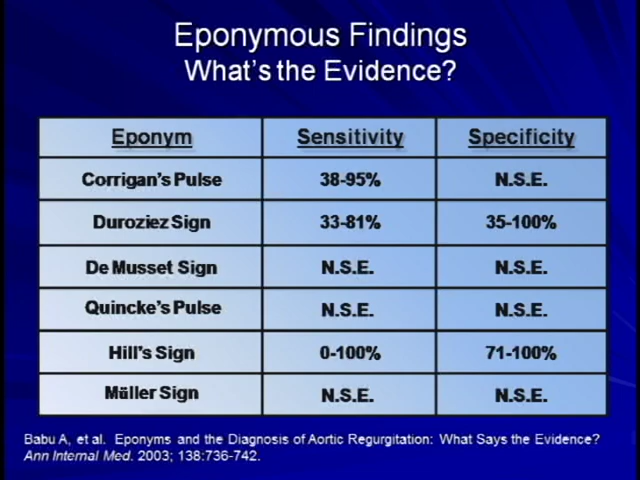 Eponymous Findings
What's the Evidence?
Eponym Sensitivity Specificity
Corrigan's Pulse 38-95% N.S.E.
Duroziez Sign 33-81% 35-100%
De Musset Sign N.S.E. N.S.E.
Quincke's Pulse N.S.E. N.S.E.
Hill's Sign 0-100% 71-100%
Müller Sign N.S.E. N.S.E.
Babu A, et al. Eponyms and the Diagnosis of Aortic Regurgitation: What Says the Evidence?
Ann Internal Med. 2003; 138:736-742.